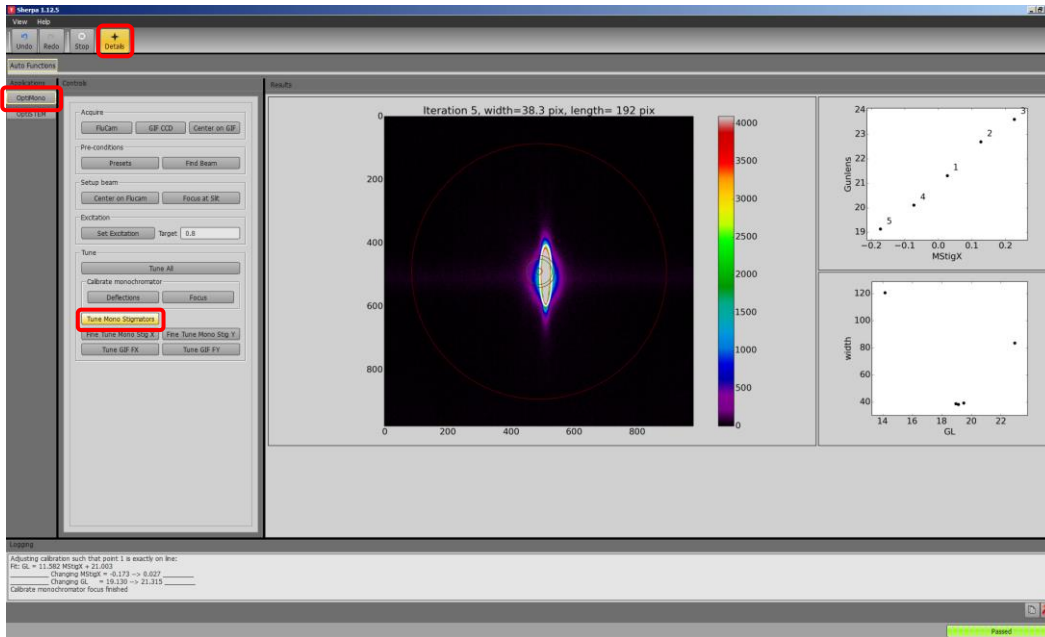 Sherpa 1.12.5
View Help
Undo Redo Stop Details
Auto Functions
Applications Controls Results
OptiMono
OptiSTEM
Acquire
FluCam GIF CCD Center on GIF
Pre-conditions
Presets Find Beam
Setup beam
Center on Flucam Focus at Slit
Excitation
Set Excitation Target 0.8
Tune
Tune All
Calibrate monochromator
Deflections Focus
Tune Mono Stigmators
Fine Tune Mono Stig X Fine Tune Mono Stig Y
Tune GIF FX Tune GIF FY
Iteration 5, width=38.3 pix, length= 192 pix
0
200
400
600
800
0 200 400 600 800
4000
3500
3000
2500
2000
1500
1000
500
0
24
23
22
21
20
19
Gunlens
3
2
1
4
5
-0.2 -0.1 0.0 0.1 0.2
MStigX
120
100
80
60
40
width
14 16 18 20 22
GL
Logging
Adjusting calibration such that point 1 is exactly on line:
Fit: GL = 11.582 MStigX + 21.003
__________ Changing MStigX = -0.173 --> 0.027 ________
__________ Changing GL = 19.130 --> 21.315 ________
Calibrate monochromator focus finished
Passed